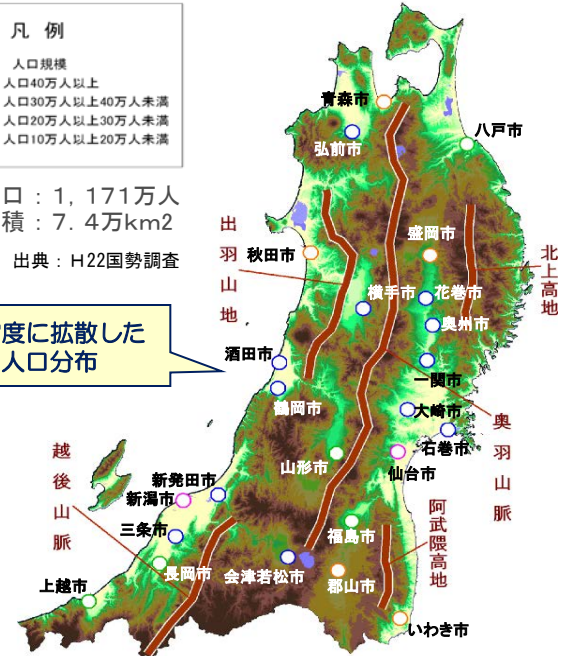 凡 例
人口規模
人口40万人以上
人口30万人以上40万人未満
人口20万人以上30万人未満
人口10万人以上20万人未満
口：1,171万人
積：7.4万km2
出典：H22国勢調査
度に拡散した
人口分布
青森市
弘前市
八戸市
出羽山地
秋田市
盛岡市
北上高地
横手市
花巻市
奥州市
酒田市
一関市
鶴岡市
大崎市
石巻市
奥羽山脈
山形市
仙台市
越後山脈
新発田市
新潟市
三条市
福島市
阿武隈高地
長岡市
会津若松市
郡山市
上越市
いわき市